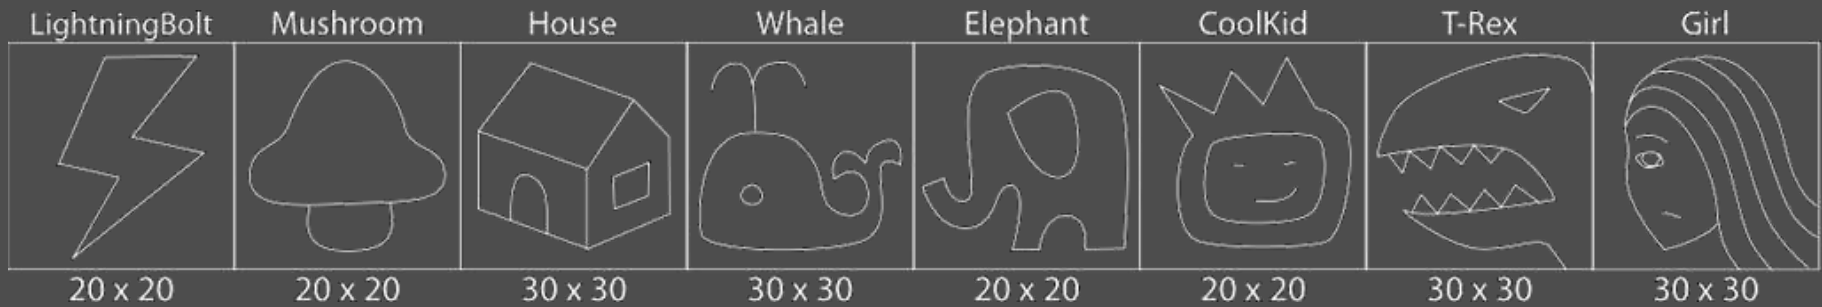 LightningBolt Mushroom House Whale Elephant CoolKid T-Rex Girl
20 x 20 20 x 20 30 x 30 30 x 30 20 x 20 20 x 20 30 x 30 30 x 30